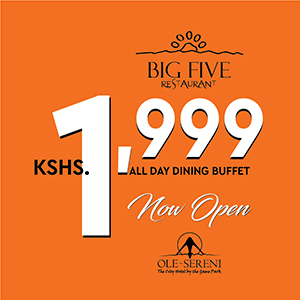 BIG FIVE
RESTAURANT
KSHS. 1,999
ALL DAY DINING BUFFET
Now Open
OLE-SERENI
The City Hotel by the Game Park